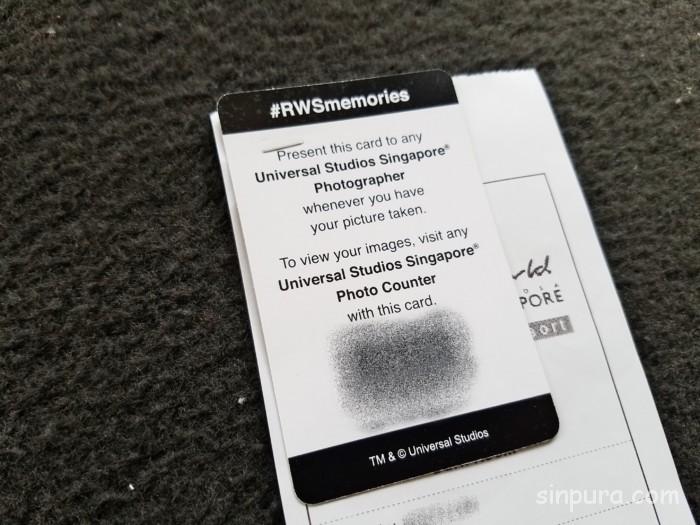 #RWSmemories
Present this card to any
Universal Studios Singapore®
Photographer
whenever you have
your picture taken.
To view your images, visit any
Universal Studios Singapore®
Photo Counter
with this card.
TM & © Universal Studios
sinpura.com